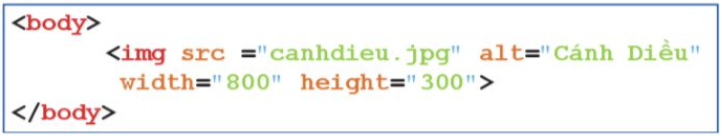 <body>
<img src ="canhdieu.jpg" alt="Cánh Diều"
width="800" height="300">
</body>